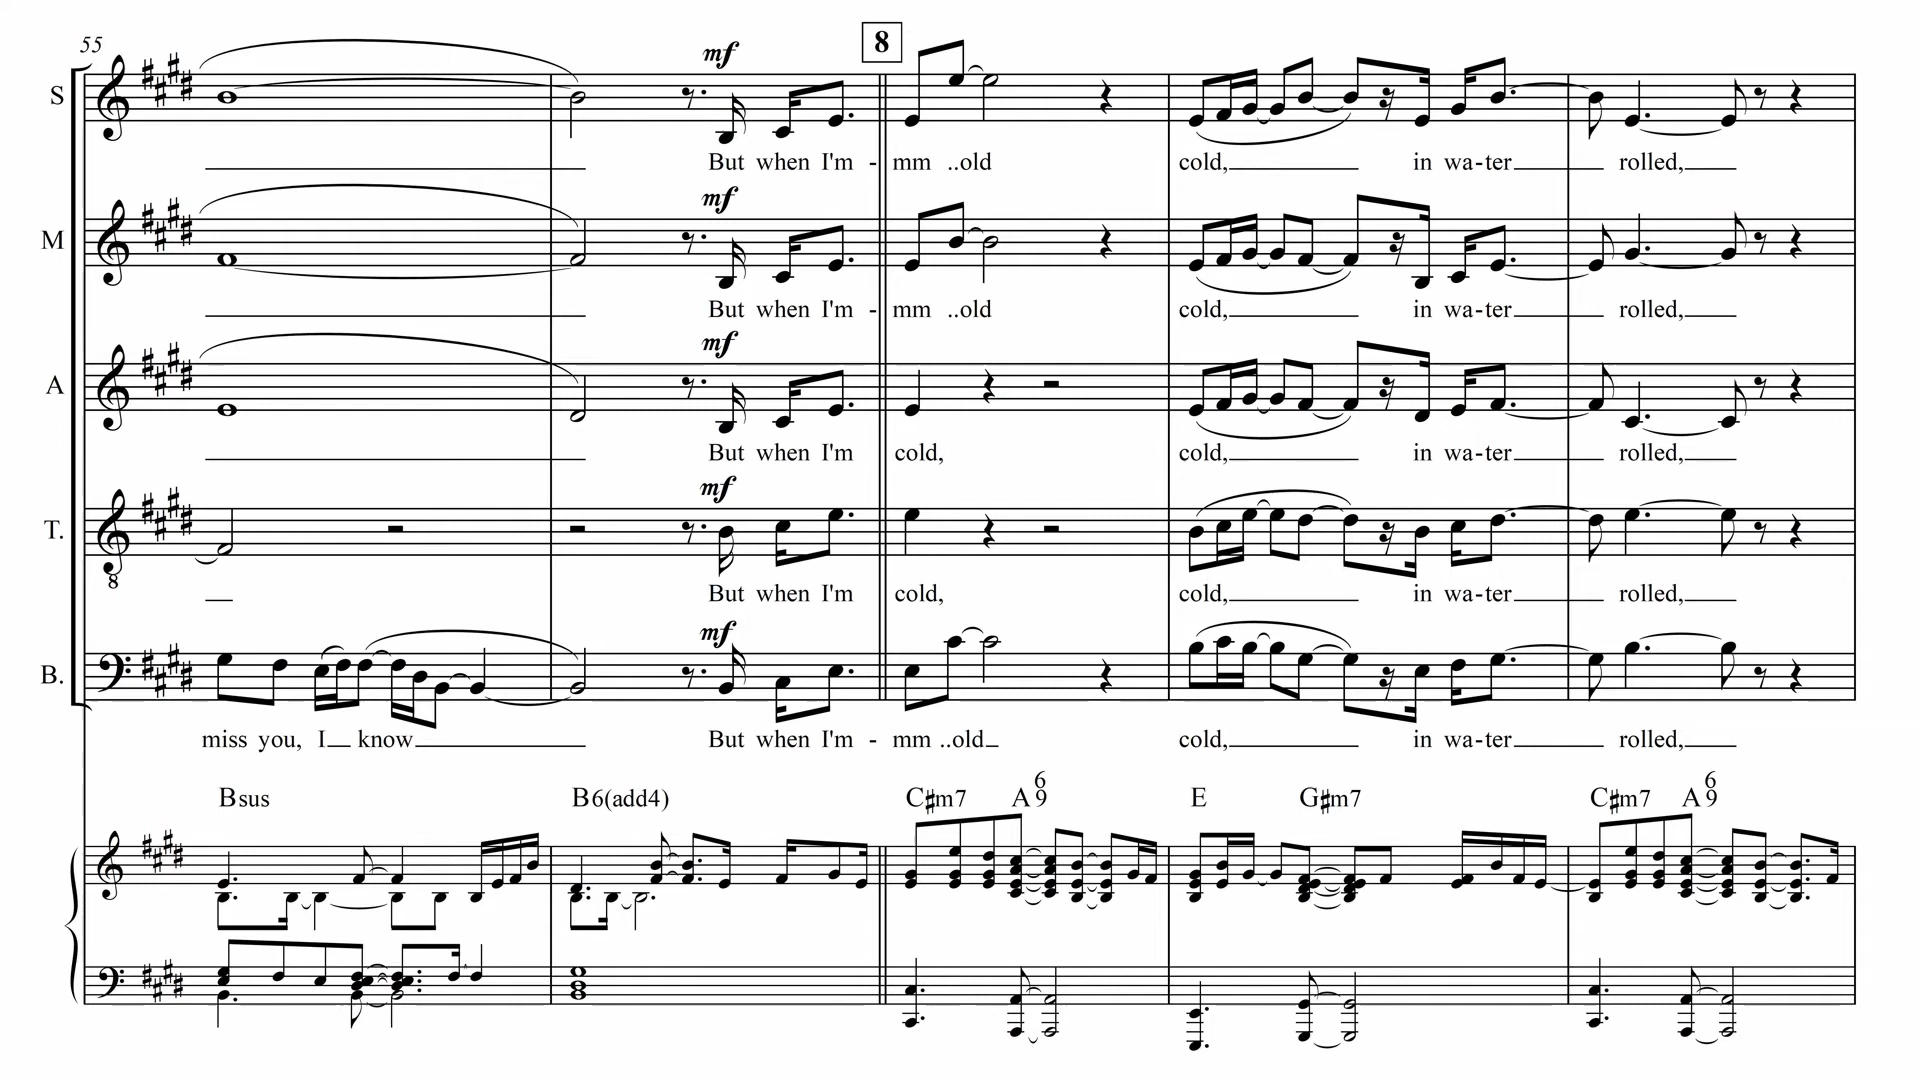 55
mf
8
S
But when I'm - mm ..old cold, in wa-ter rolled,
mf
M
But when I'm - mm ..old cold, in wa-ter rolled,
mf
A
But when I'm cold, cold, in wa-ter rolled,
mf
T.
8
But when I'm cold, cold, in wa-ter rolled,
mf
B.
miss you, I know But when I'm - mm ..old cold, in wa-ter rolled,
Bsus B6(add4) C♯m7 A 6 9 E G♯m7 C♯m7 A 6 9